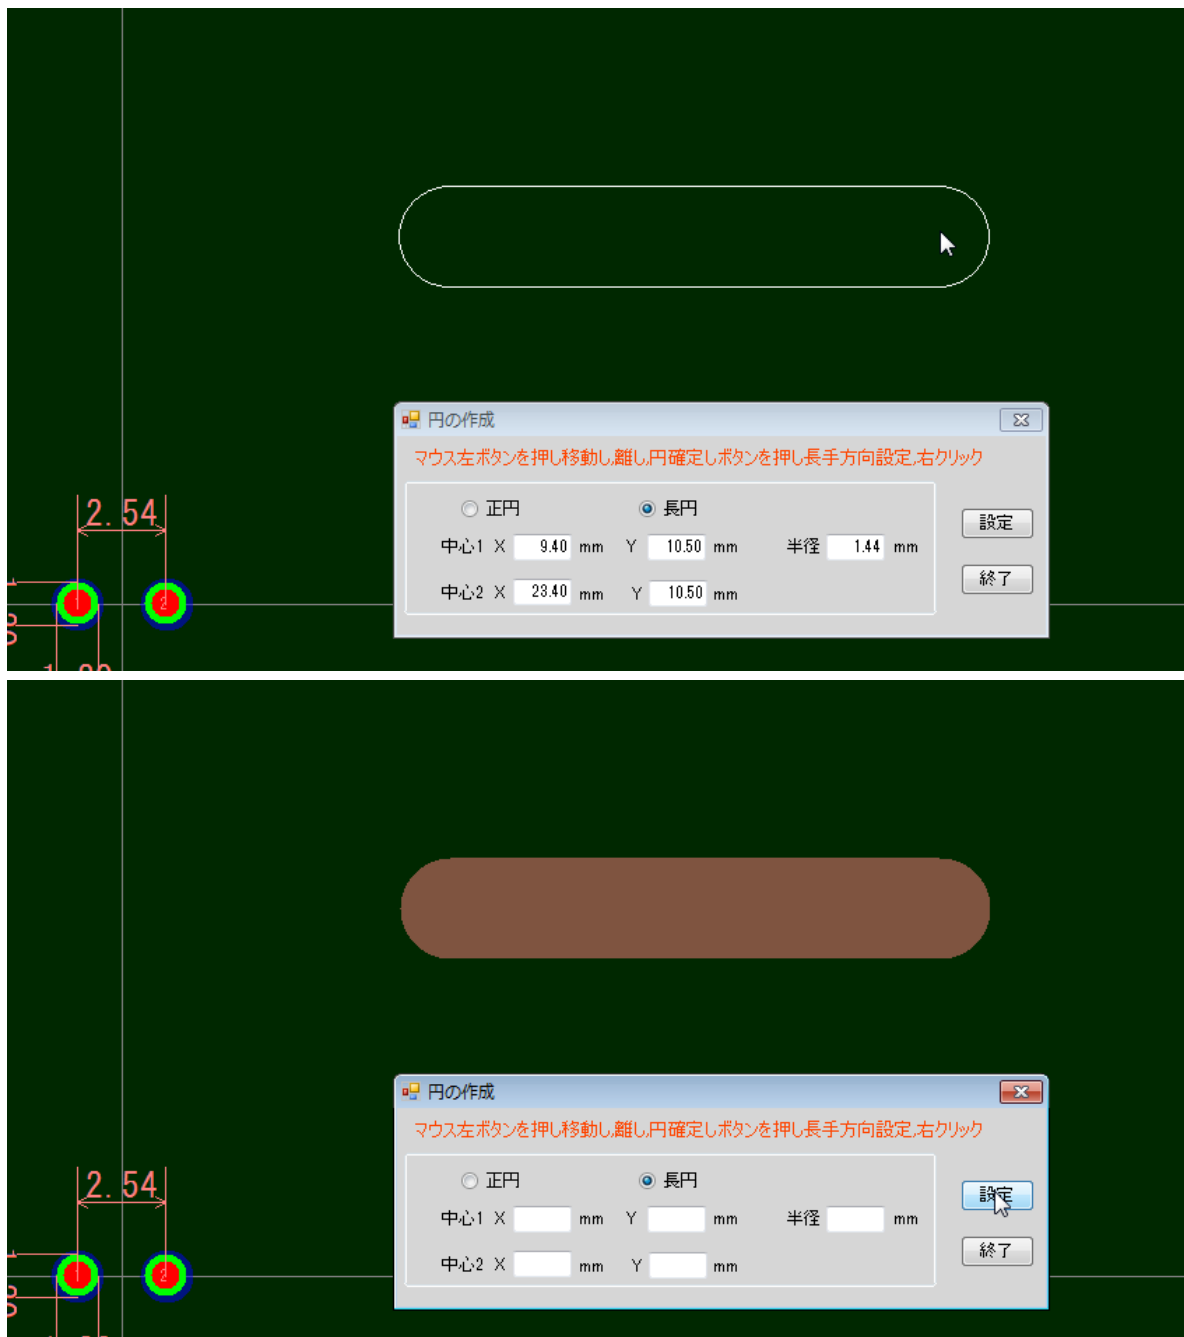 円の作成
マウス左ボタンを押し移動し,離し,円確定しボタンを押し長手方向設定,右クリック
正円 長円
設定
中心1 X 9.40 mm Y 10.50 mm 半径 1.44 mm
終了
中心2 X 23.40 mm Y 10.50 mm
2.54
1 2
円の作成
マウス左ボタンを押し移動し,離し,円確定しボタンを押し長手方向設定,右クリック
正円 長円
設定
中心1 X mm Y mm 半径 mm
終了
中心2 X mm Y mm
2.54
1 2